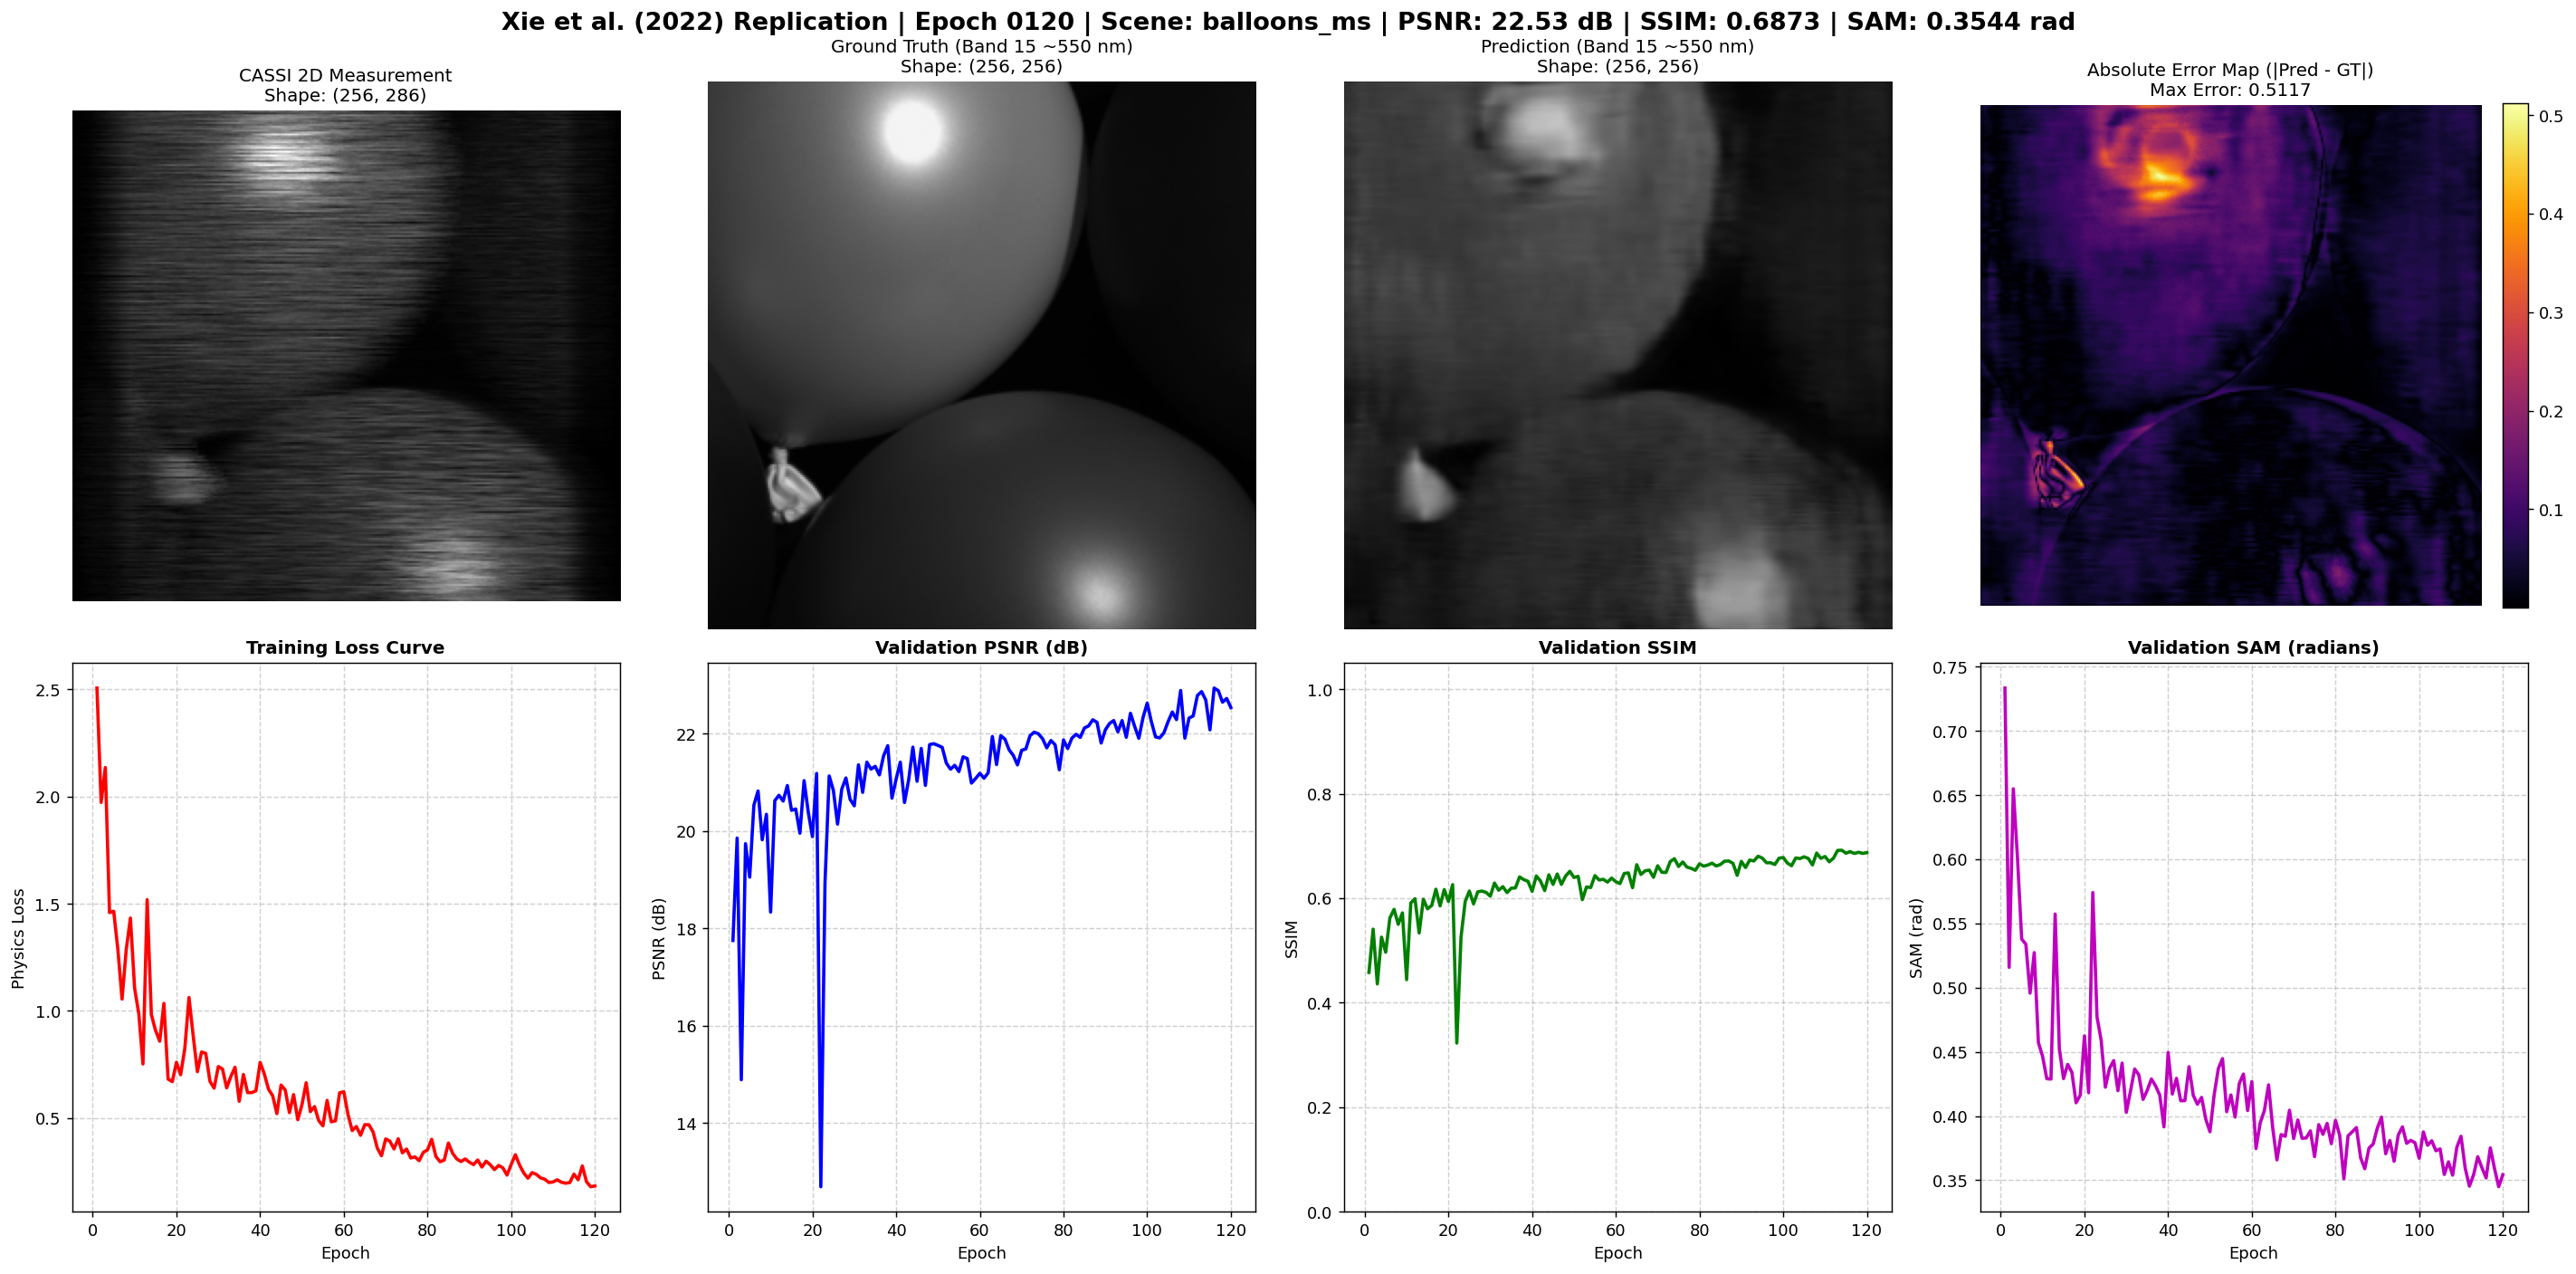 Xie et al. (2022) Replication | Epoch 0120 | Scene: balloons_ms | PSNR: 22.53 dB | SSIM: 0.6873 | SAM: 0.3544 rad
CASSI 2D Measurement
Shape: (256, 286)
Ground Truth (Band 15 ~550 nm)
Shape: (256, 256)
Prediction (Band 15 ~550 nm)
Shape: (256, 256)
Absolute Error Map (|Pred - GT|)
Max Error: 0.5117
0.5
0.4
0.3
0.2
0.1
Training Loss Curve
Physics Loss
2.5
2.0
1.5
1.0
0.5
0 20 40 60 80 100 120
Epoch
Validation PSNR (dB)
PSNR (dB)
22
20
18
16
14
0 20 40 60 80 100 120
Epoch
Validation SSIM
SSIM
1.0
0.8
0.6
0.4
0.2
0.0
0 20 40 60 80 100 120
Epoch
Validation SAM (radians)
SAM (rad)
0.75
0.70
0.65
0.60
0.55
0.50
0.45
0.40
0.35
0 20 40 60 80 100 120
Epoch